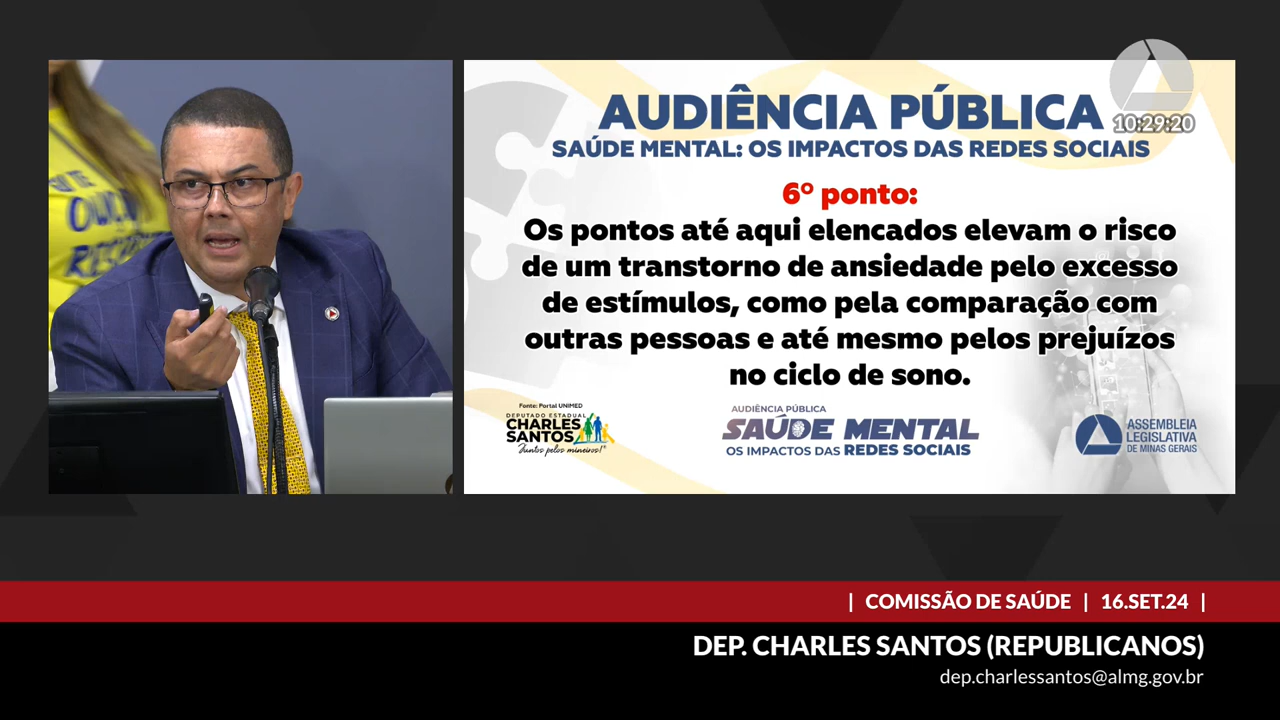 AUDIÊNCIA PÚBLICA
10:29:20
SAÚDE MENTAL: OS IMPACTOS DAS REDES SOCIAIS
6º ponto:
Os pontos até aqui elencados elevam o risco
de um transtorno de ansiedade pelo excesso
de estímulos, como pela comparação com
outras pessoas e até mesmo pelos prejuízos
no ciclo de sono.
Fonte: Portal UNIMED
DEPUTADO ESTADUAL
CHARLES
SANTOS
Juntos pelos mineiros!
AUDIÊNCIA PÚBLICA
SAÚDE MENTAL
OS IMPACTOS DAS REDES SOCIAIS
ASSEMBLEIA
LEGISLATIVA
DE MINAS GERAIS
| COMISSÃO DE SAÚDE | 16.SET.24 |
DEP. CHARLES SANTOS (REPUBLICANOS)
dep.charlessantos@almg.gov.br